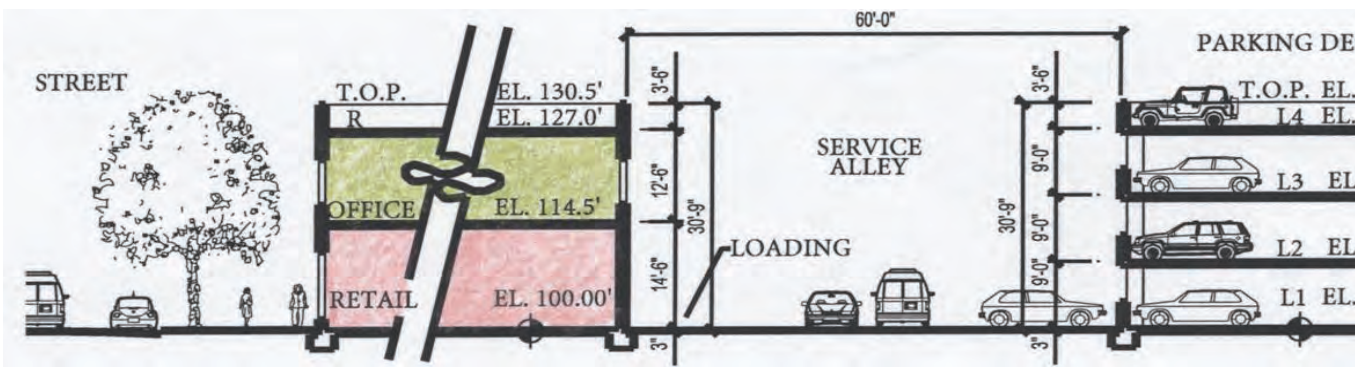 60'-0"
STREET
PARKING DE
T.O.P. EL. 130.5'
R EL. 127.0'
OFFICE EL. 114.5'
RETAIL EL. 100.00'
3'-6"
12'-6"
14'-6"
3"
30'-9"
LOADING
SERVICE
ALLEY
30'-9"
3'-6"
9'-0"
9'-0"
9'-0"
3"
T.O.P. EL.
L4 EL.
L3 EL
L2 EL
L1 EL.